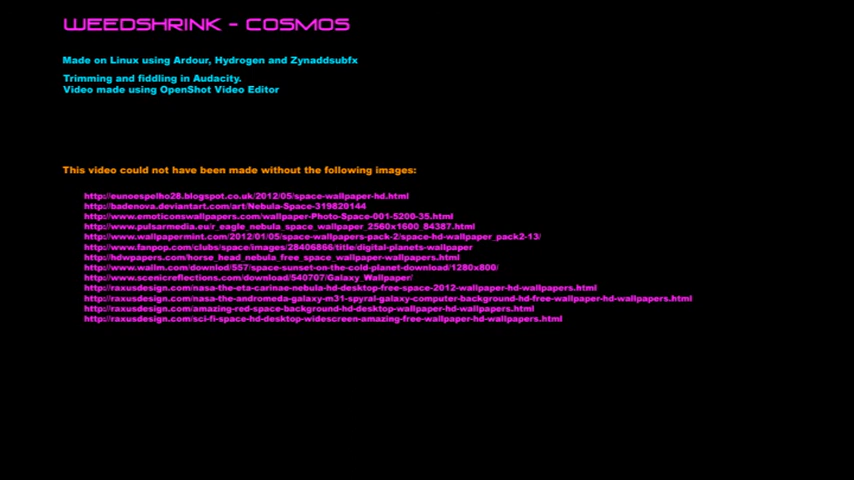 WEEDSHRINK - COSMOS
Made on Linux using Ardour, Hydrogen and Zynaddsubfx
Trimming and fiddling in Audacity.
Video made using OpenShot Video Editor
This video could not have been made without the following images:
http://eunoespelho28.blogspot.co.uk/2012/05/space-wallpaper-hd.html
http://badenova.deviantart.com/art/Nebula-Space-319820144
http://www.emoticonswallpapers.com/wallpaper-Photo-Space-001-5200-35.html
http://www.pulsarmedia.eu/r_eagle_nebula_space_wallpaper_2560x1600_84387.html
http://www.wallpapermint.com/2012/01/05/space-wallpapers-pack-2/space-hd-wallpaper_pack2-13/
http://www.fanpop.com/clubs/space/images/28406866/title/digital-planets-wallpaper
http://hdwpapers.com/horse_head_nebula_free_space_wallpaper-wallpapers.html
http://www.wallm.com/downlod/557/space-sunset-on-the-cold-planet-download/1280x800/
http://www.scenicreflections.com/download/540707/Galaxy_Wallpaper/
http://raxusdesign.com/nasa-the-eta-carinae-nebula-hd-desktop-free-space-2012-wallpaper-hd-wallpapers.html
http://raxusdesign.com/nasa-the-andromeda-galaxy-m31-spyral-galaxy-computer-background-hd-free-wallpaper-hd-wallpapers.html
http://raxusdesign.com/amazing-red-space-background-hd-desktop-wallpaper-hd-wallpapers.html
http://raxusdesign.com/sci-fi-space-hd-desktop-widescreen-amazing-free-wallpaper-hd-wallpapers.html